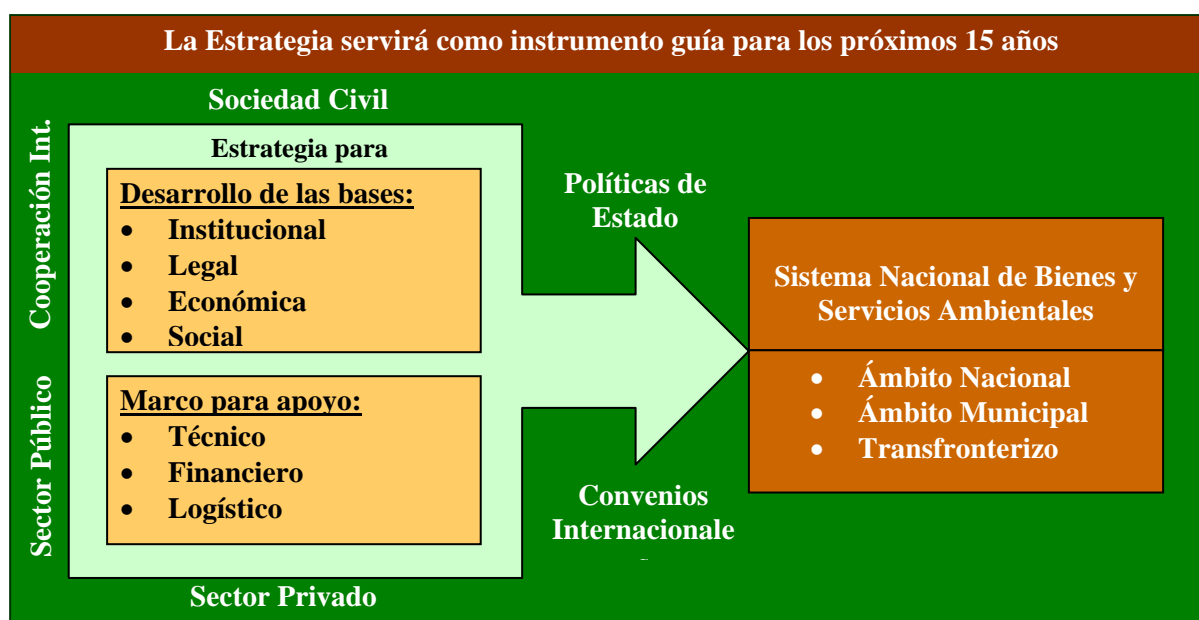 La Estrategia servirá como instrumento guía para los próximos 15 años
Sociedad Civil
Cooperación Int.
Sector Público
Estrategia para
Desarrollo de las bases:
• Institucional
• Legal
• Económica
• Social
Marco para apoyo:
• Técnico
• Financiero
• Logístico
Sector Privado
Políticas de
Estado
Convenios
Internacionale
Sistema Nacional de Bienes y
Servicios Ambientales
• Ámbito Nacional
• Ámbito Municipal
• Transfronterizo